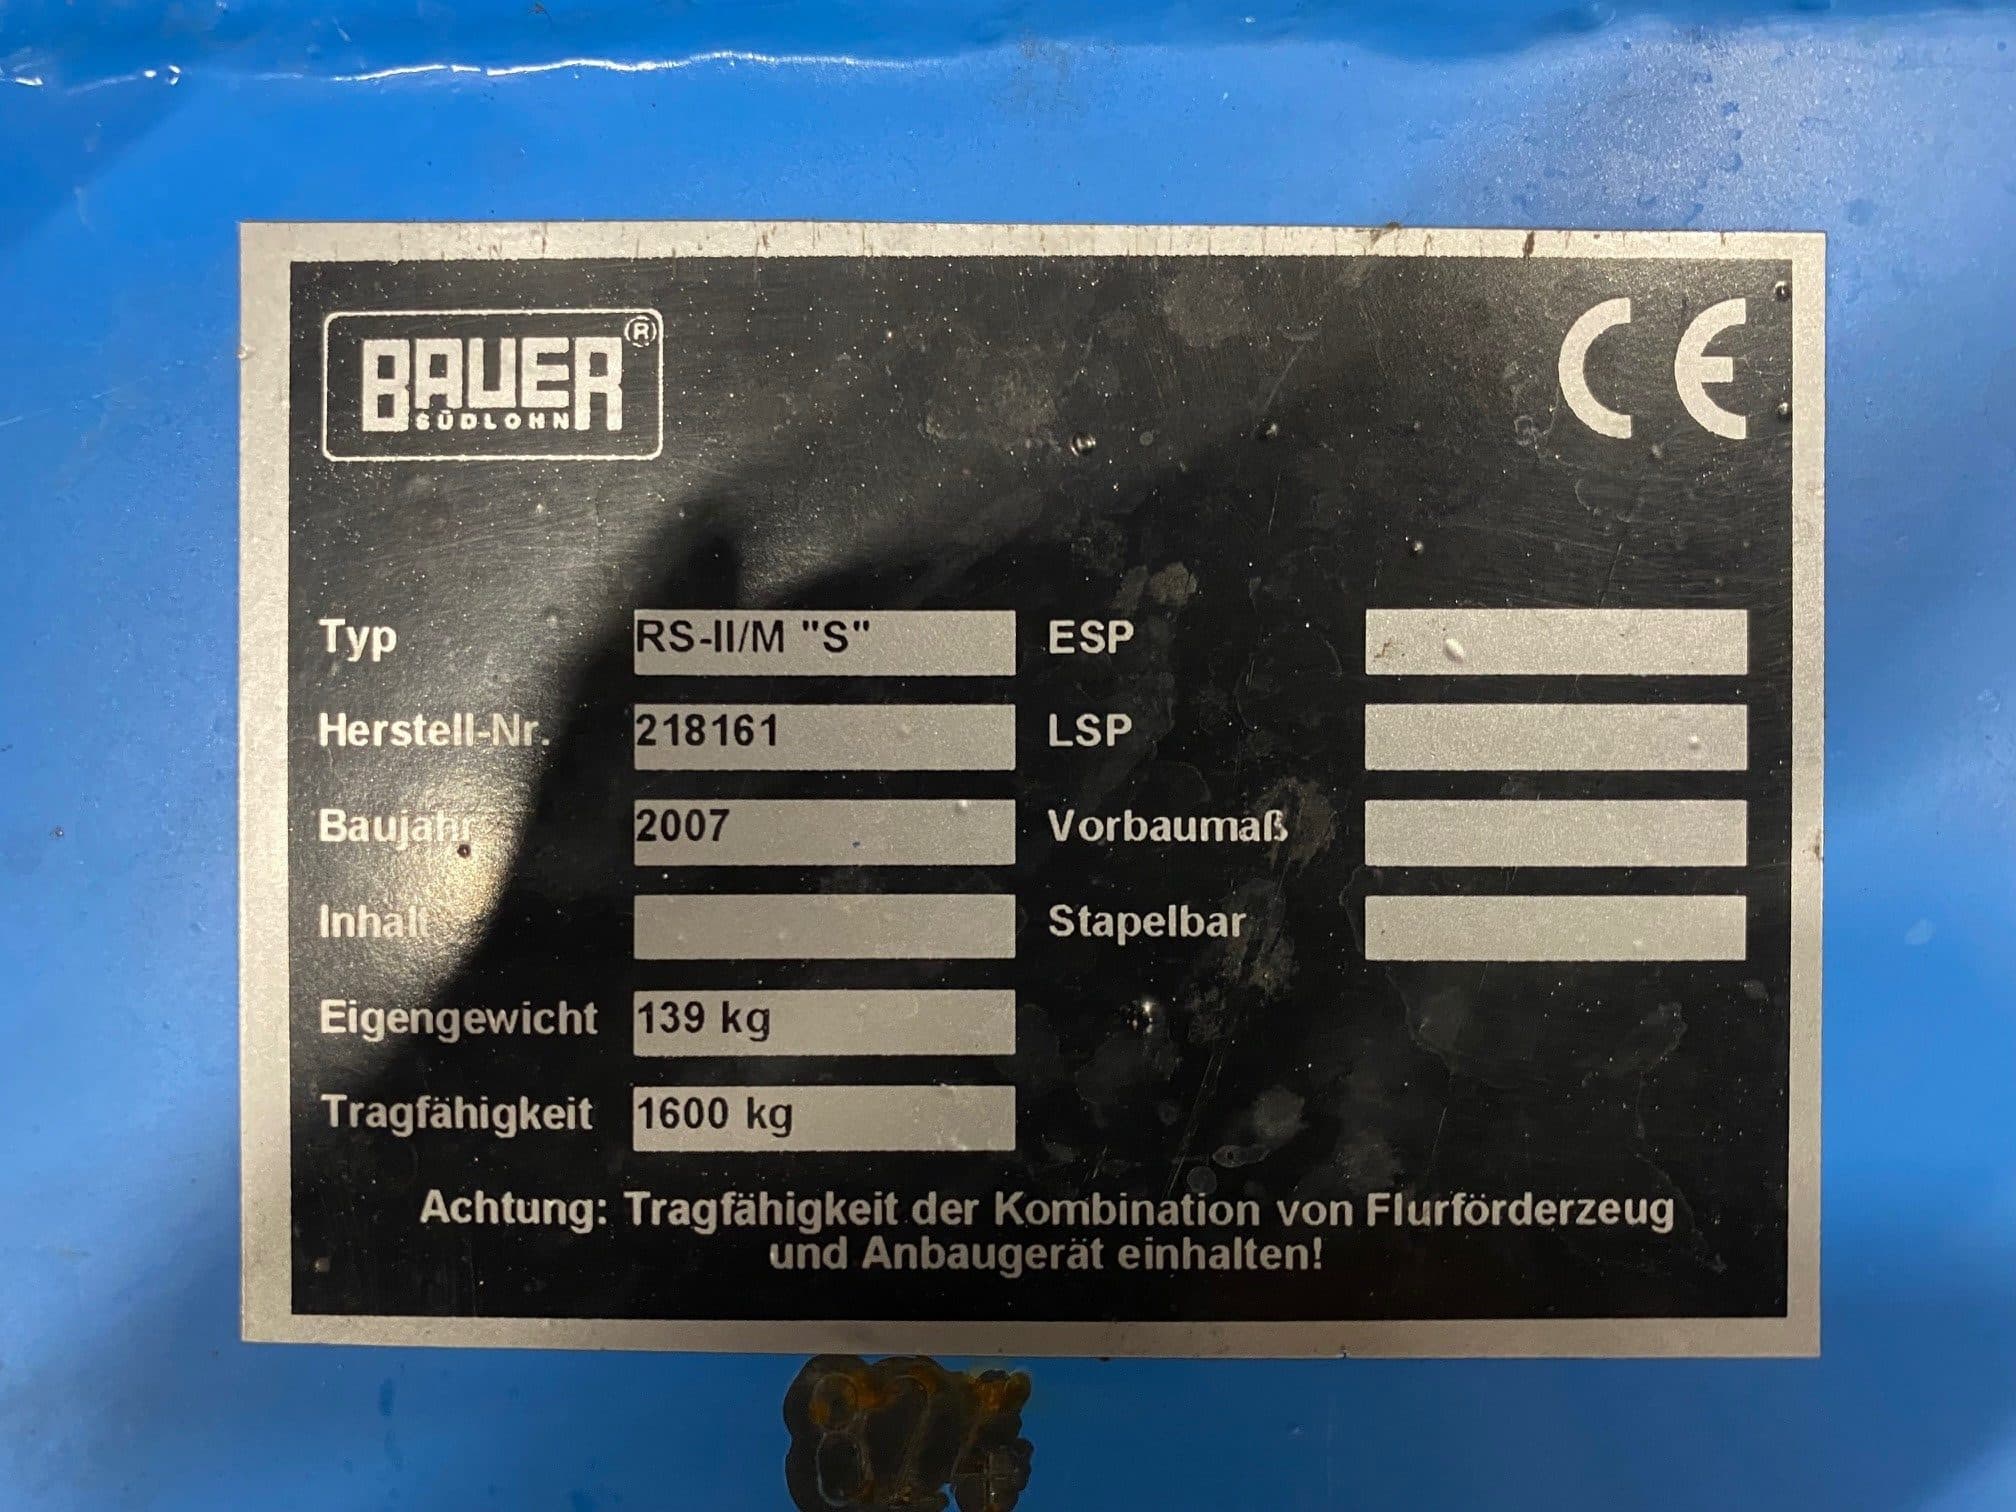 BAUER®
SÜDLOHN
CE
Typ RS-II/M "S" ESP
Herstell-Nr. 218161 LSP
Baujahr 2007 Vorbaumaß
Inhalt Stapelbar
Eigengewicht 139 kg
Tragfähigkeit 1600 kg
Achtung: Tragfähigkeit der Kombination von Flurförderzeug
und Anbaugerät einhalten!